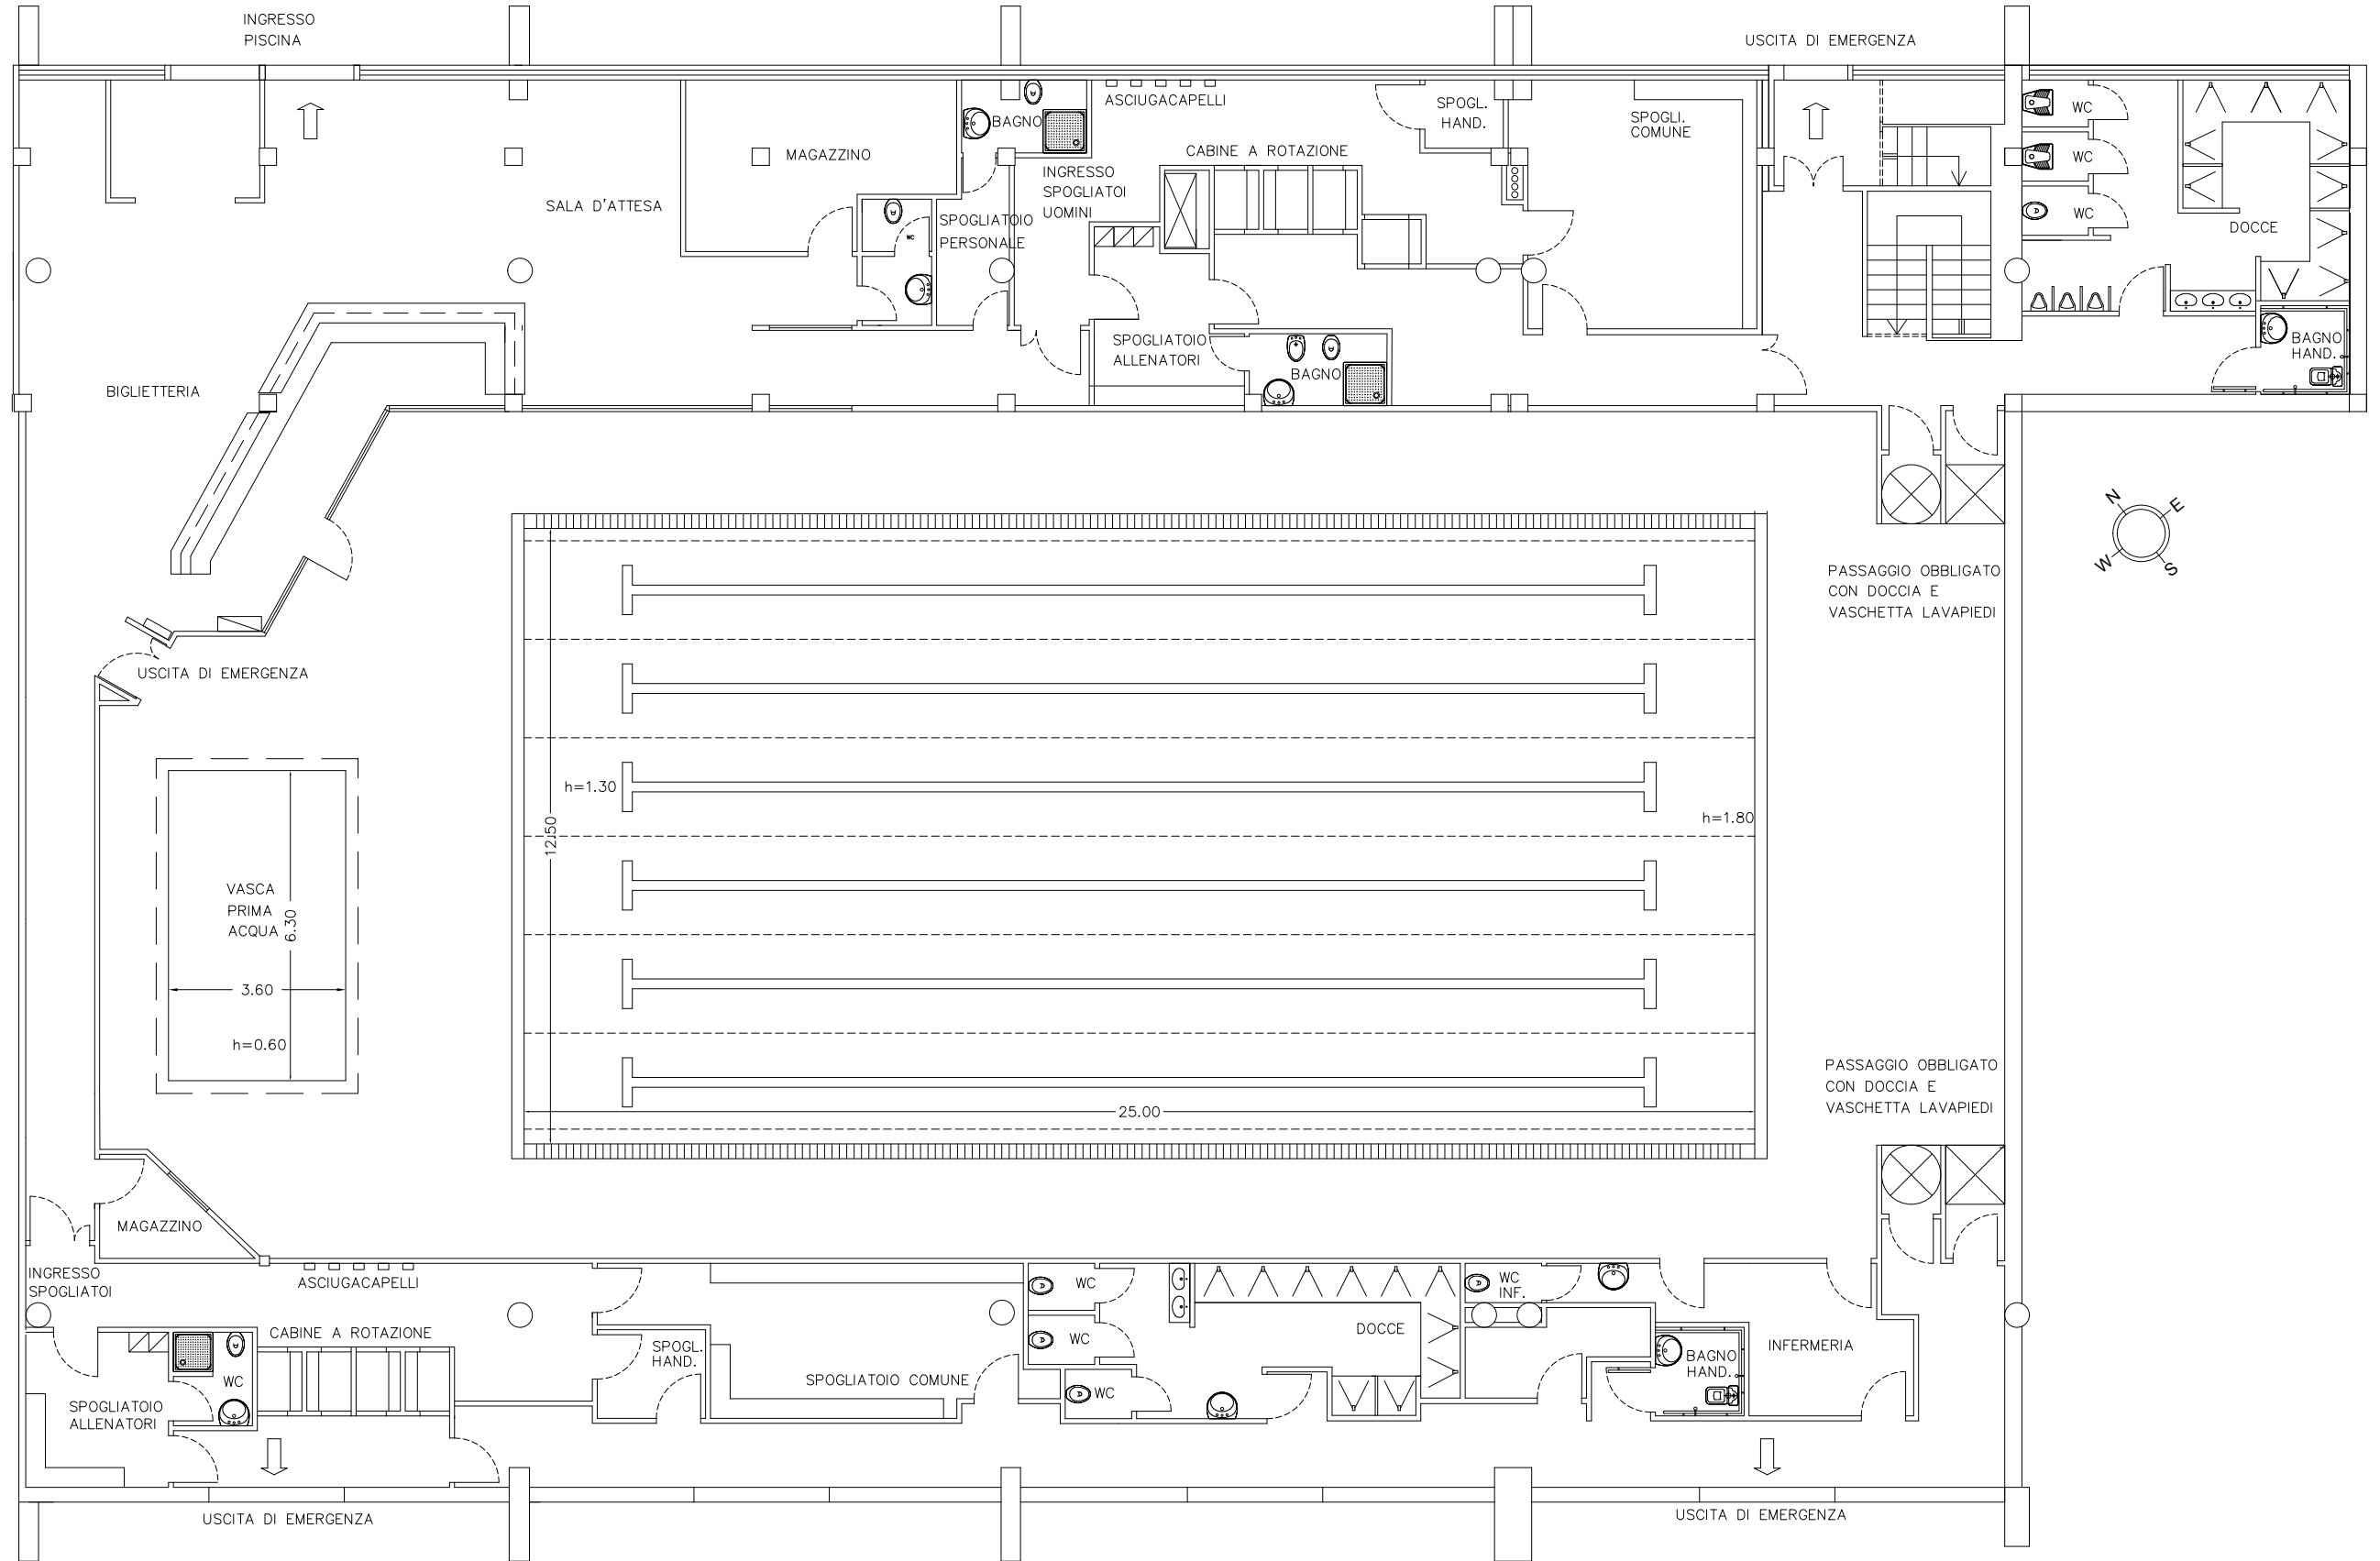 INGRESSO
PISCINA
USCITA DI EMERGENZA
ASCIUGACAPELLI
SPOGL.
HAND.
SPOGLI.
COMUNE
BAGNO
MAGAZZINO
CABINE A ROTAZIONE
INGRESSO
SPOGLIATOI
UOMINI
WC
WC
WC
DOCCE
SALA D'ATTESA
SPOGLIATOIO
PERSONALE
WC
SPOGLIATOIO
ALLENATORI
BAGNO
BAGNO
HAND.
BIGLIETTERIA
N
E
W
S
PASSAGGIO OBBLIGATO
CON DOCCIA E
VASCHETTA LAVAPIEDI
USCITA DI EMERGENZA
h=1.30
12.50
h=1.80
VASCA
PRIMA
ACQUA
6.30
3.60
h=0.60
25.00
PASSAGGIO OBBLIGATO
CON DOCCIA E
VASCHETTA LAVAPIEDI
MAGAZZINO
INGRESSO
SPOGLIATOI
ASCIUGACAPELLI
CABINE A ROTAZIONE
WC
SPOGLIATOIO
ALLENATORI
SPOGL.
HAND.
SPOGLIATOIO COMUNE
WC
WC
WC
DOCCE
WC
INF.
BAGNO
HAND.
INFERMERIA
USCITA DI EMERGENZA
USCITA DI EMERGENZA